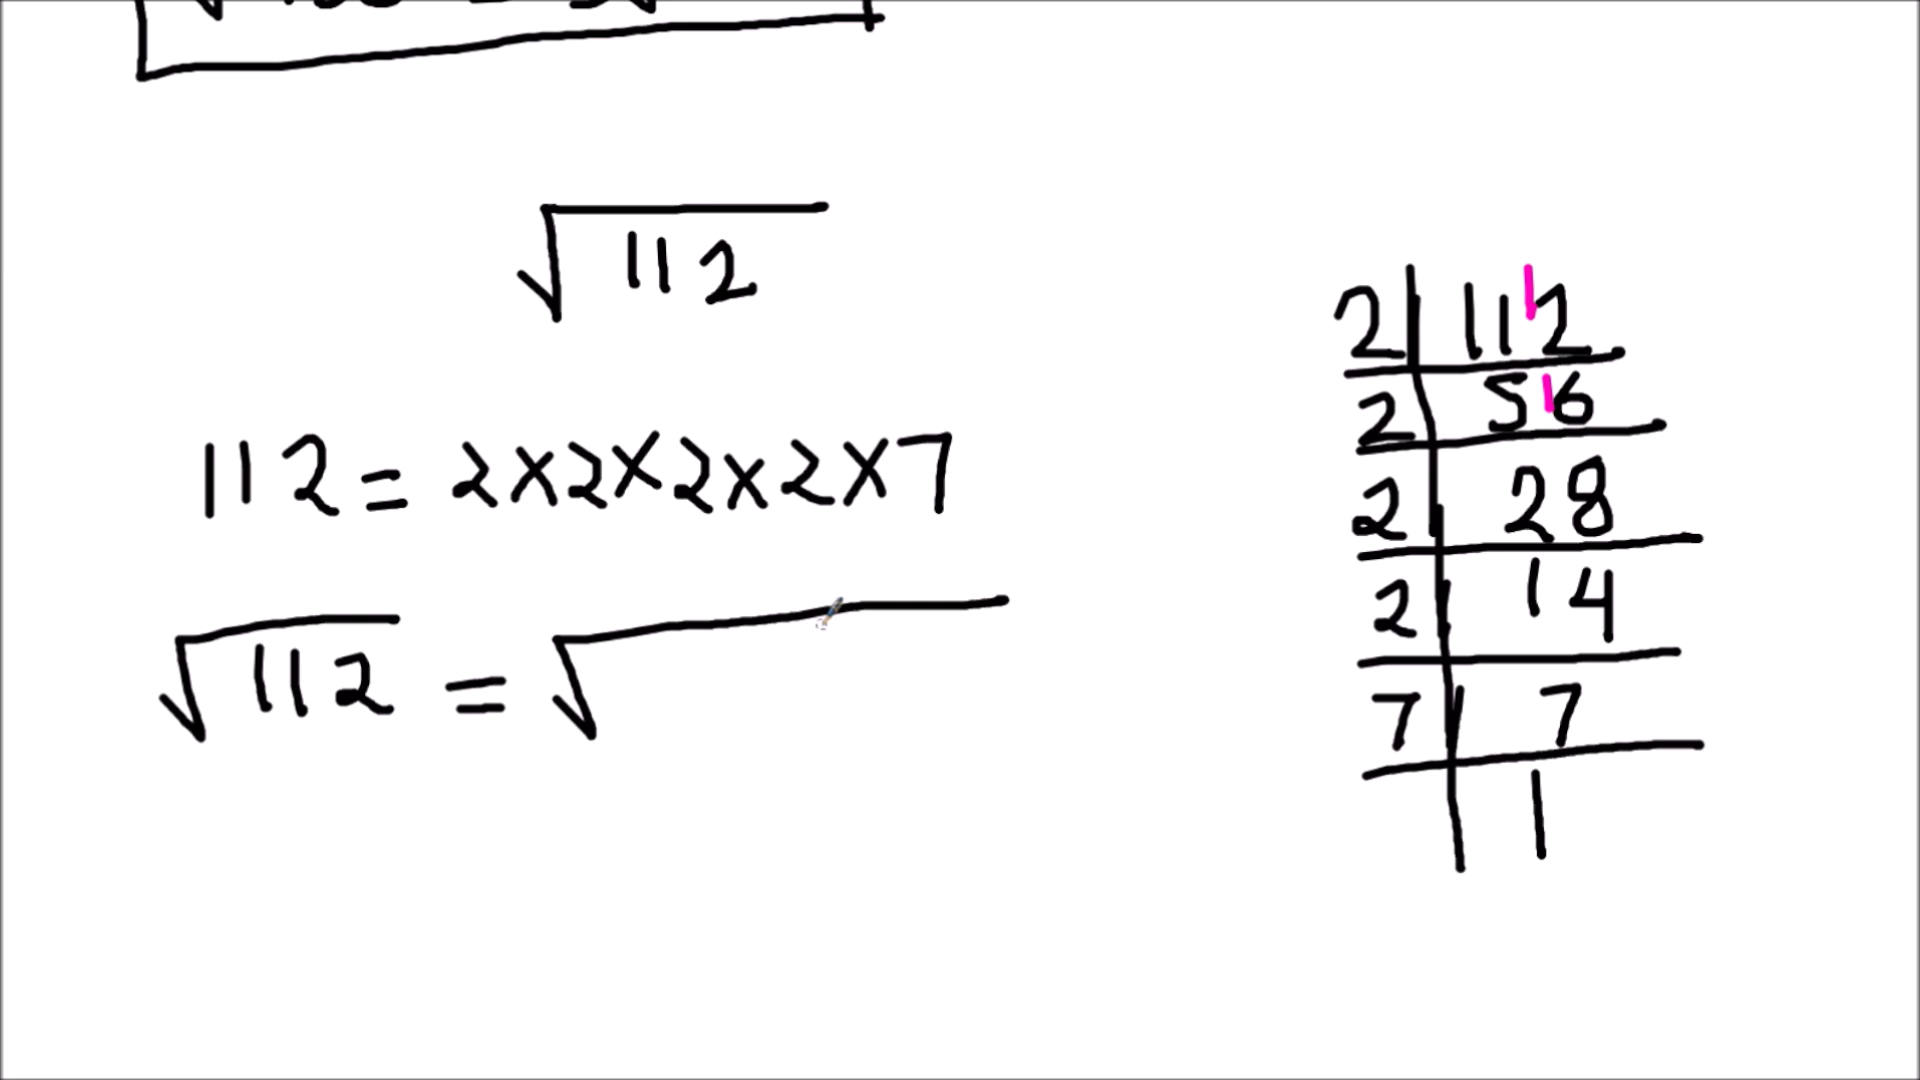 √112
112 = 2×2×2×2×7
√112 = √
2 | 112
2 | 56
2 | 28
2 | 14
7 | 7
1